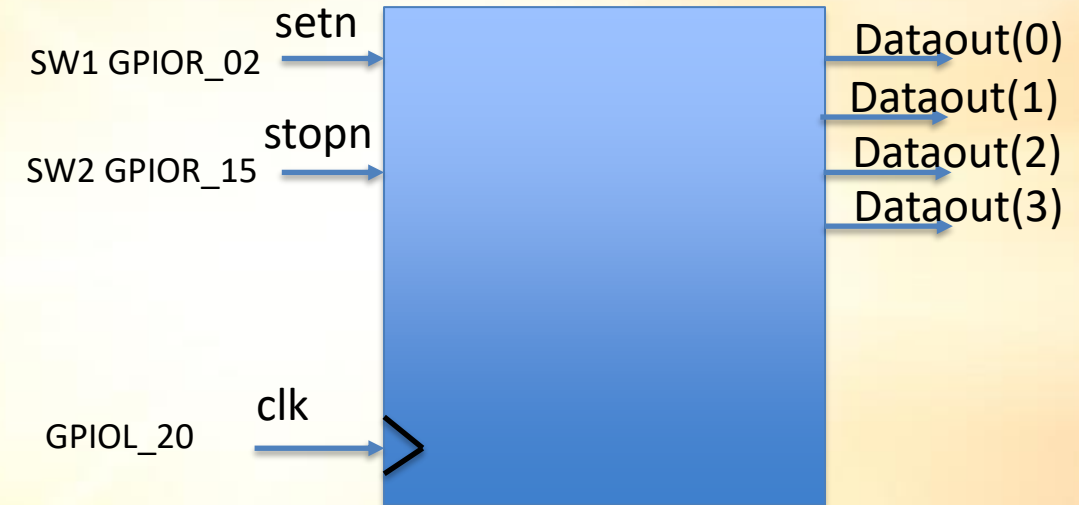 setn
SW1 GPIOR_02
stopn
SW2 GPIOR_15
clk
GPIOL_20
Dataout(0)
Dataout(1)
Dataout(2)
Dataout(3)